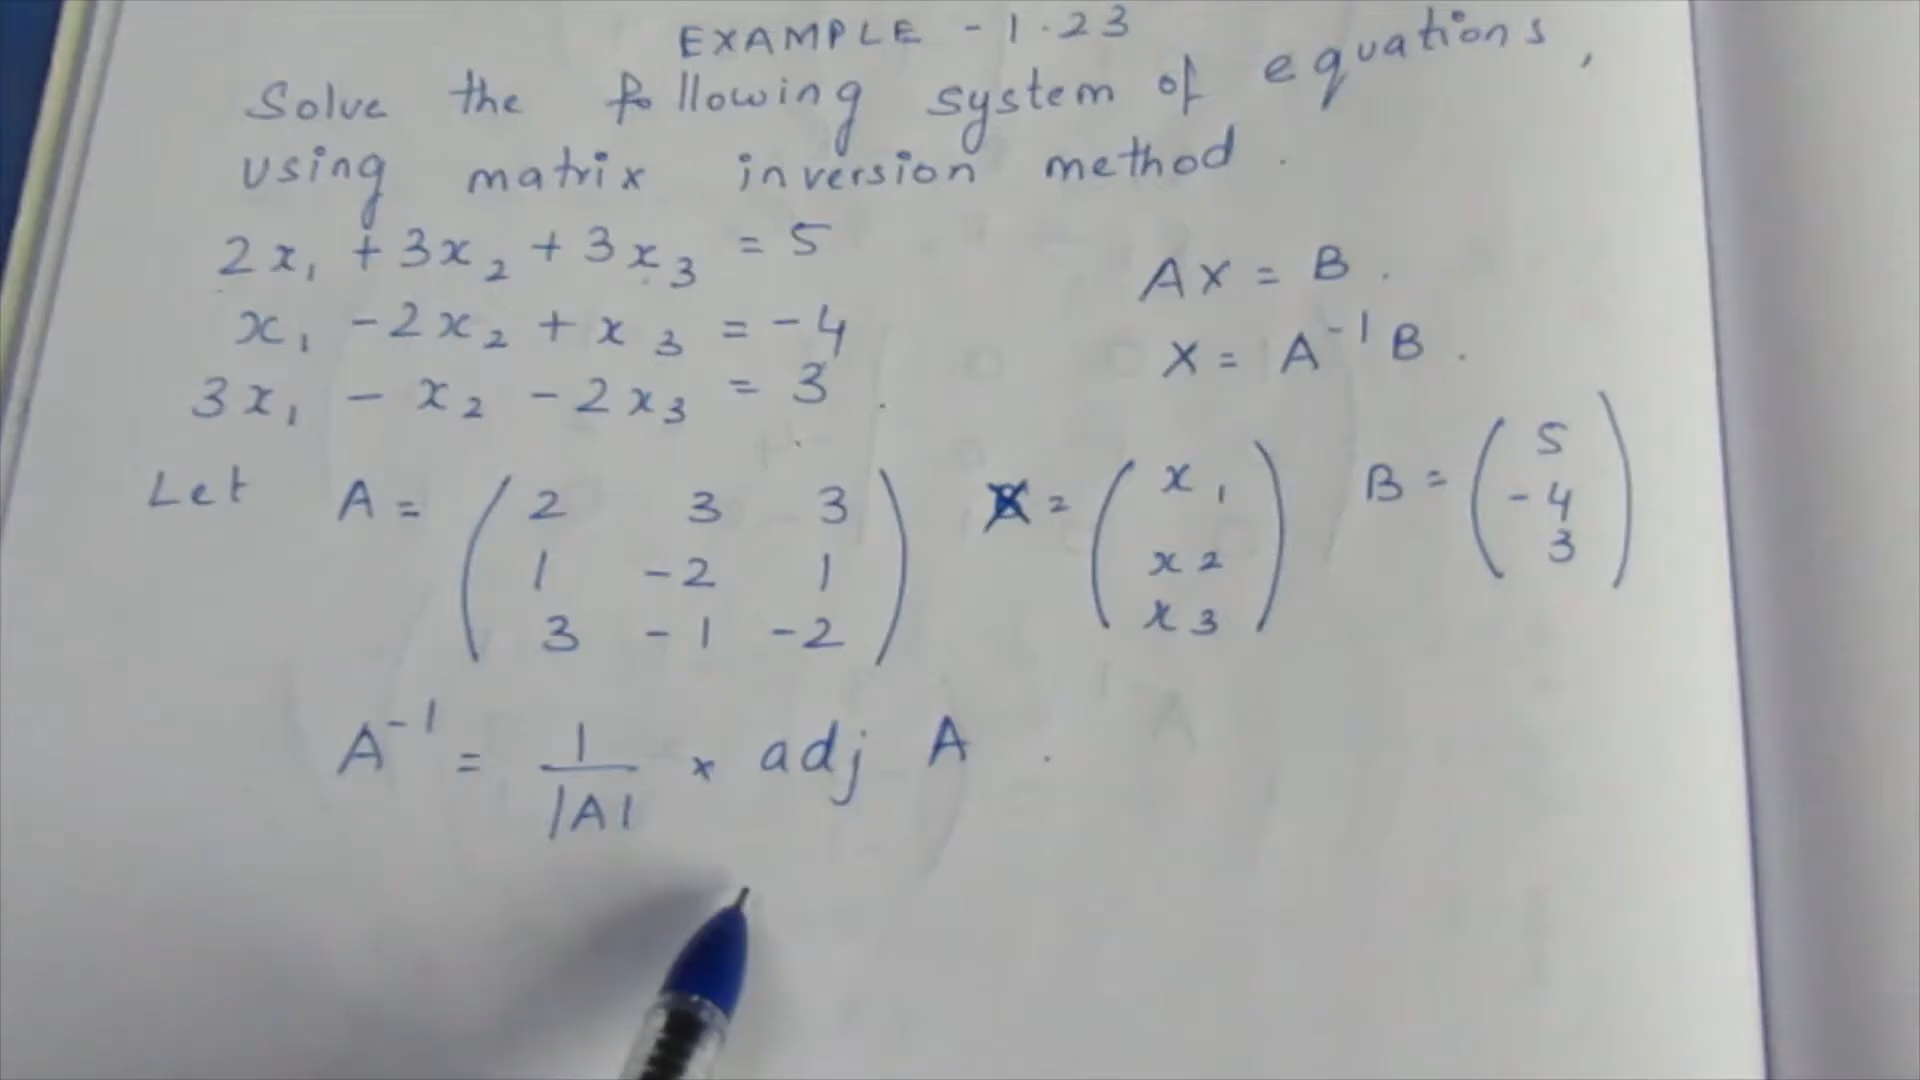 EXAMPLE - 1.23
Solve the following system of equations,
using matrix inversion method.
2x₁ + 3x₂ + 3x₃ = 5
x₁ - 2x₂ + x₃ = -4
3x₁ - x₂ - 2x₃ = 3.
AX = B.
X = A⁻¹B.
Let A = ( 2 3 3 X = ( x₁ ) B = ( 5
1 -2 1 x₂ -4
3 -1 -2 ) x₃ 3 )
A⁻¹ = 1/|A| × adj A.